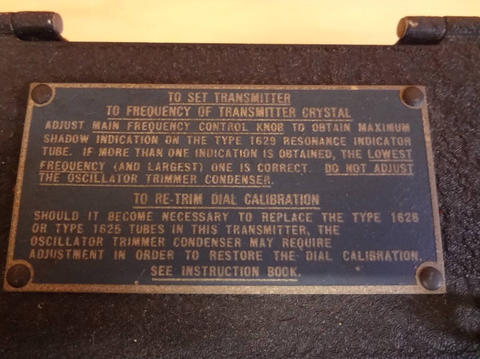 TO SET TRANSMITTER
TO FREQUENCY OF TRANSMITTER CRYSTAL
ADJUST MAIN FREQUENCY CONTROL KNOB TO OBTAIN MAXIMUM
SHADOW INDICATION ON THE TYPE 1629 RESONANCE INDICATOR
TUBE. IF MORE THAN ONE INDICATION IS OBTAINED, THE LOWEST
FREQUENCY (AND LARGEST) ONE IS CORRECT. DO NOT ADJUST
THE OSCILLATOR TRIMMER CONDENSER.
TO RE-TRIM DIAL CALIBRATION
SHOULD IT BECOME NECESSARY TO REPLACE THE TYPE 1626
OR TYPE 1625 TUBES IN THIS TRANSMITTER, THE
OSCILLATOR TRIMMER CONDENSER MAY REQUIRE
ADJUSTMENT IN ORDER TO RESTORE THE DIAL CALIBRATION.
SEE INSTRUCTION BOOK.